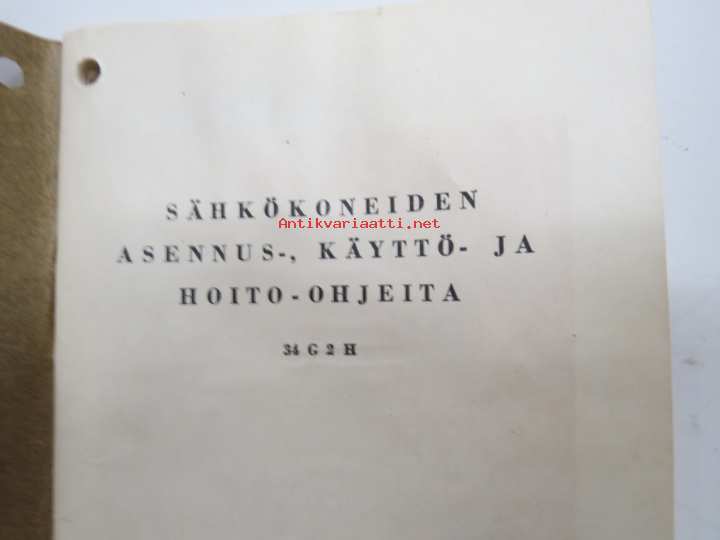 SÄHKÖKONEIDEN
Antikvariaatti.net
ASENNUS-, KÄYTTÖ- JA
HOITO-OHJEITA
34 G 2 H